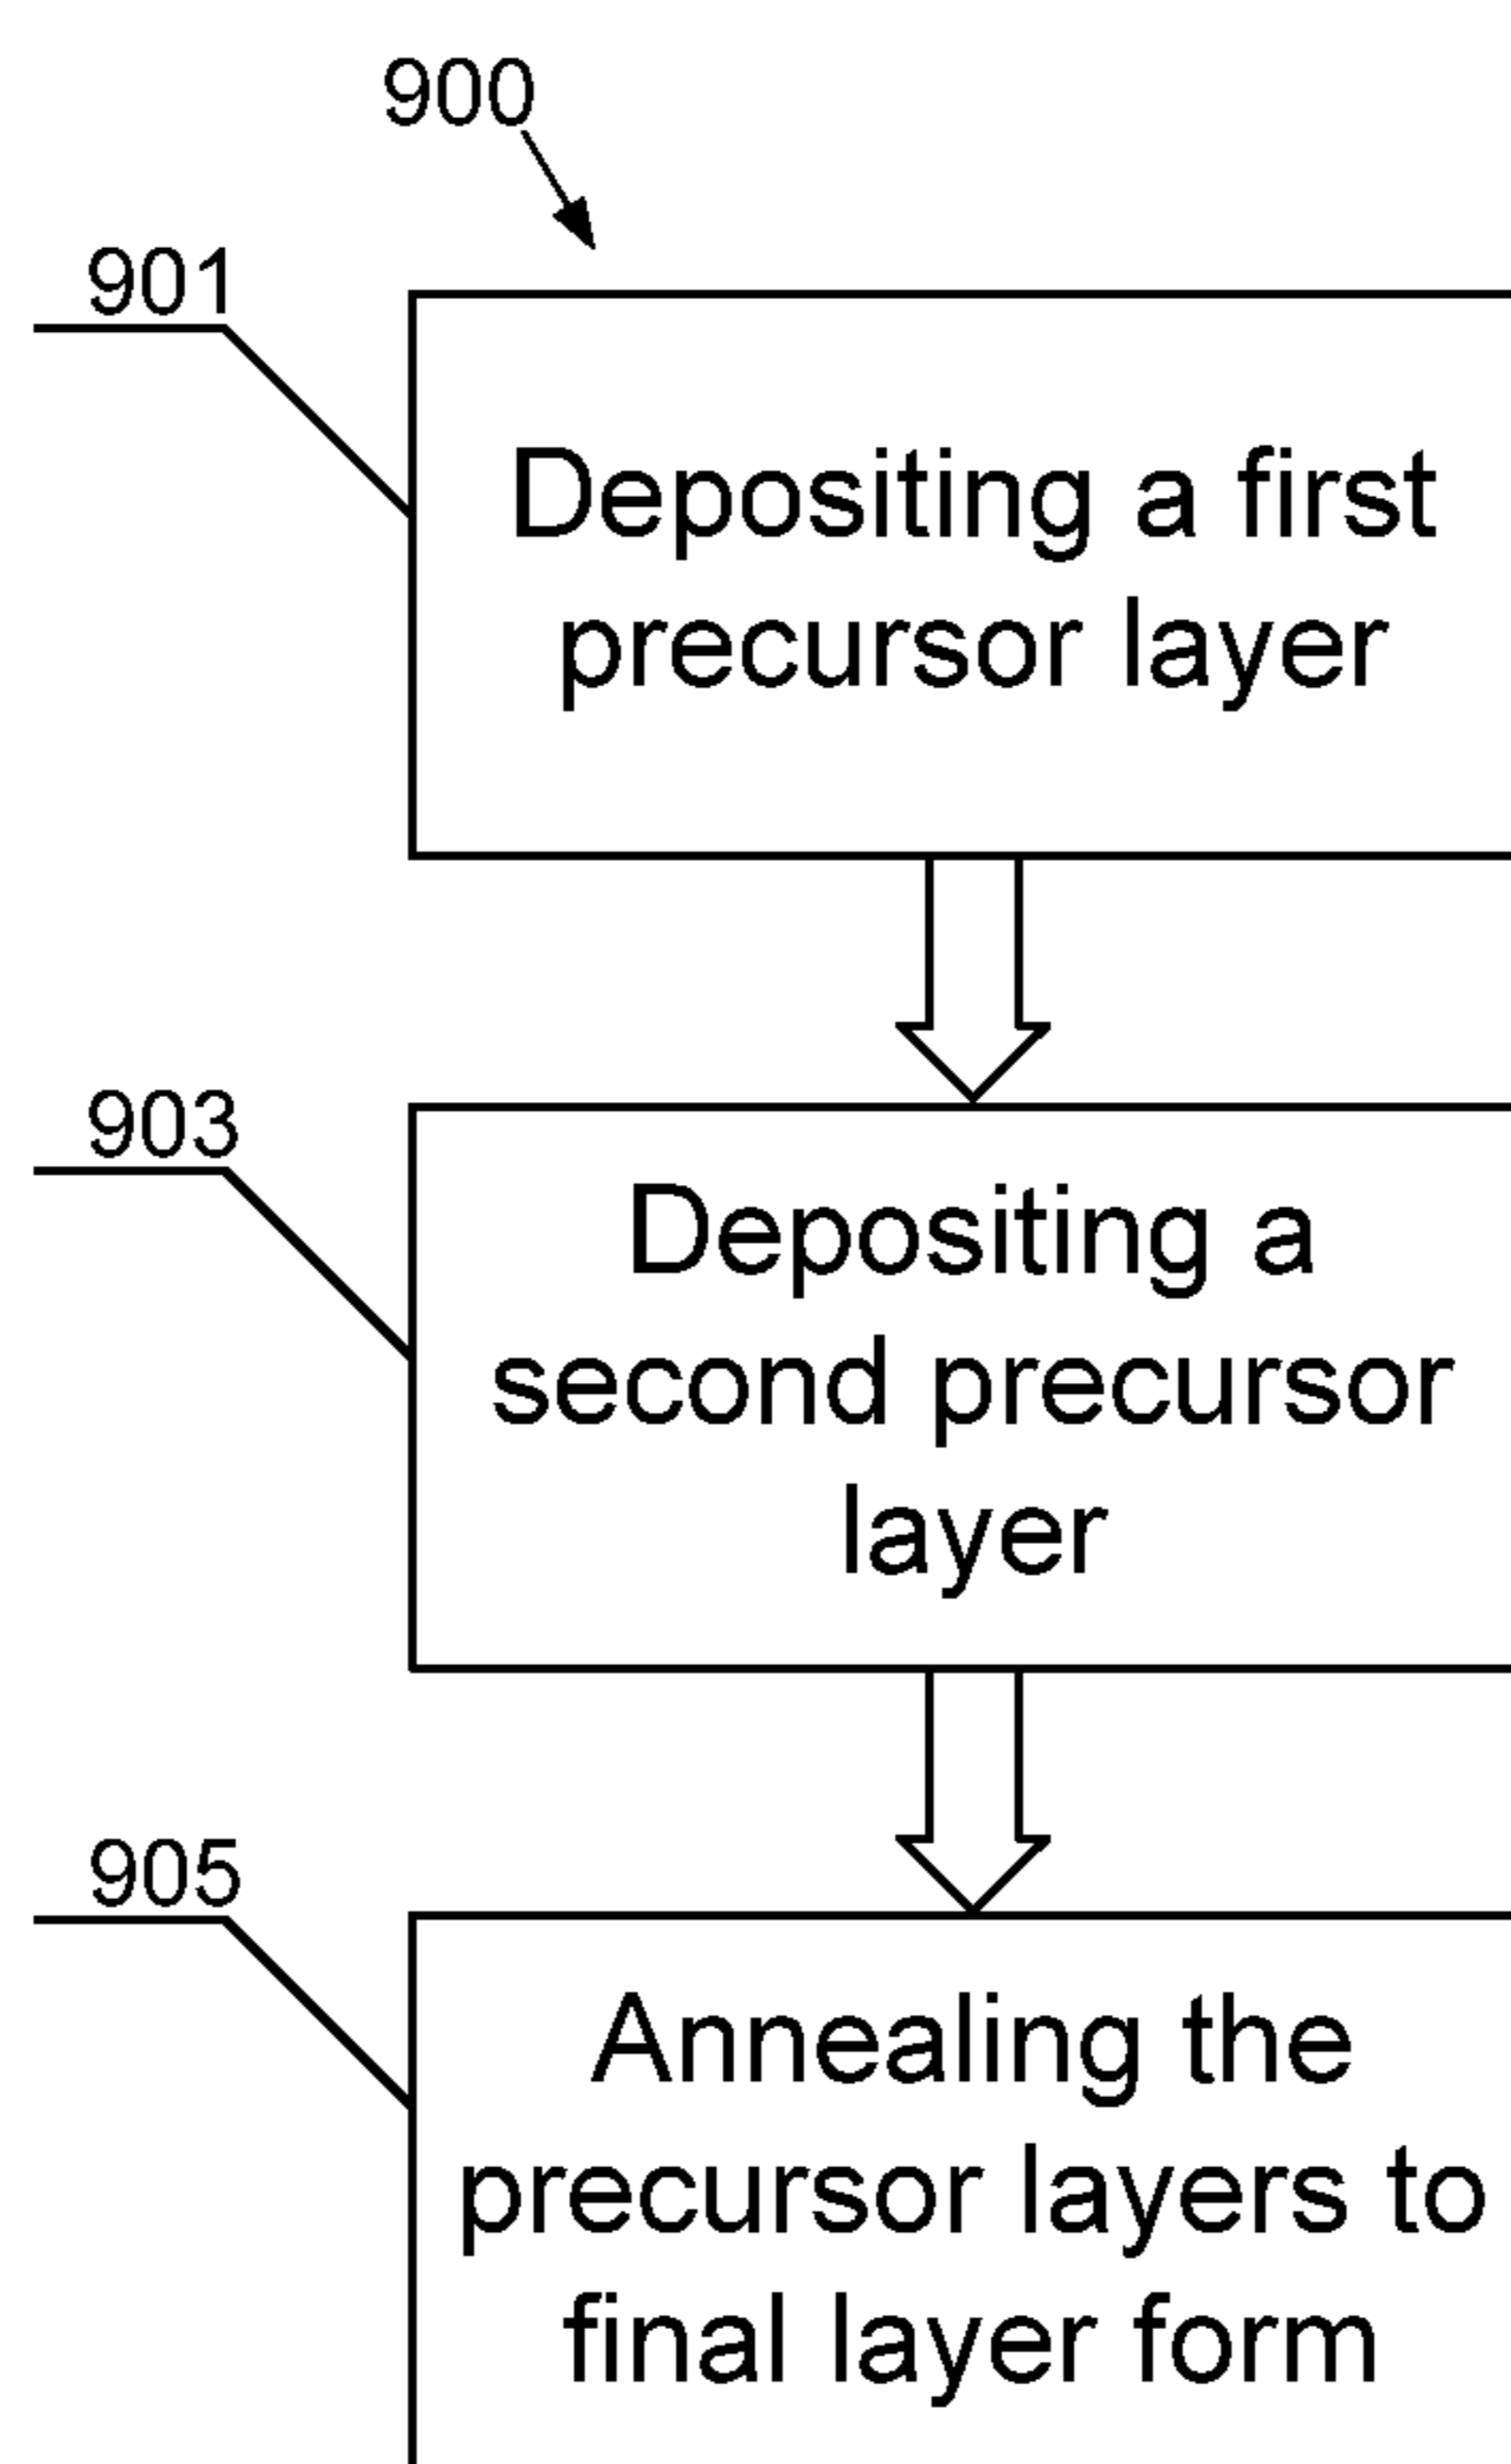 900
901
Depositing a first
precursor layer
903
Depositing a
second precursor
layer
905
Annealing the
precursor layers to
final layer form